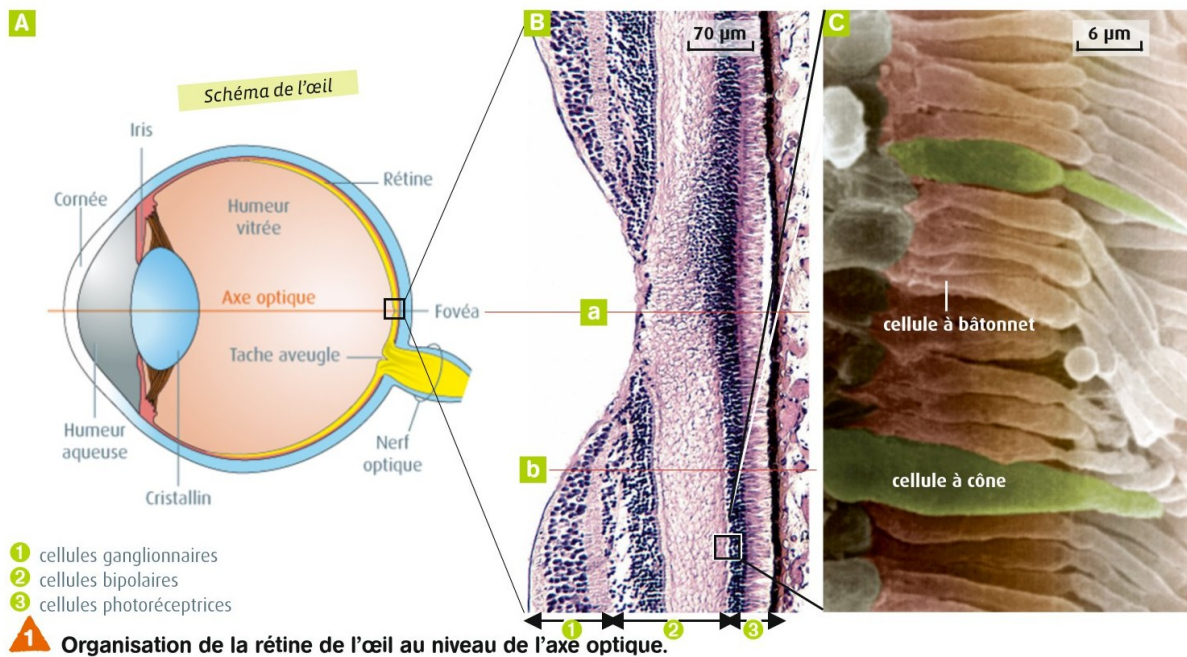 A
Schéma de l'œil
Iris
Cornée
Rétine
Humeur
vitrée
Axe optique
Fovéa
Tache aveugle
Humeur
aqueuse
Cristallin
Nerf
optique
B
70 µm
a
b
1
2
3
C
6 µm
cellule à bâtonnet
cellule à cône
1 cellules ganglionnaires
2 cellules bipolaires
3 cellules photoréceptrices
1 Organisation de la rétine de l'œil au niveau de l'axe optique.